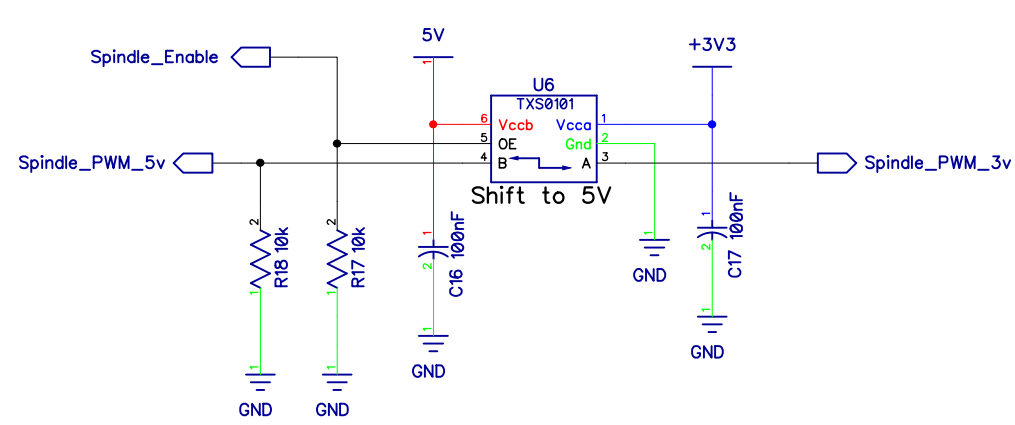 5V
+3V3
Spindle_Enable
1
U6
TXS0101
6 Vccb Vcca 1
5 OE Gnd 2
4 B A 3
Spindle_PWM_5v
Spindle_PWM_3v
Shift to 5V
2
R18 10k
1
2
R17 10k
1
1
C16 100nF
2
1
C17 100nF
2
1
GND
1
GND
1
GND
1
GND
1
GND